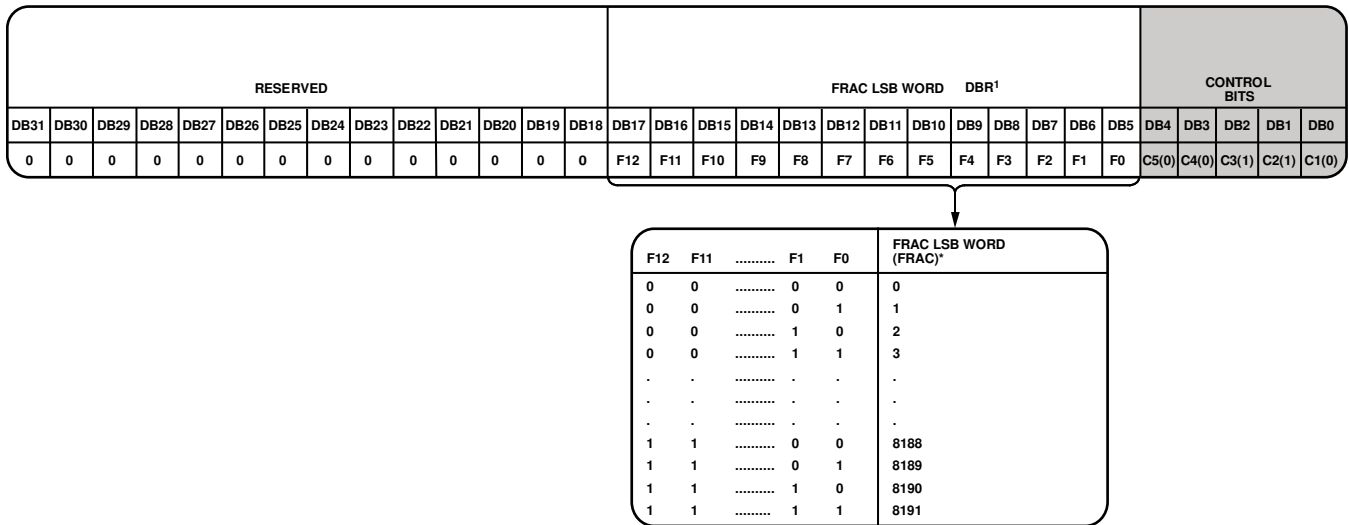 RESERVED
FRAC LSB WORD DBR1
CONTROL
BITS
DB31 DB30 DB29 DB28 DB27 DB26 DB25 DB24 DB23 DB22 DB21 DB20 DB19 DB18 DB17 DB16 DB15 DB14 DB13 DB12 DB11 DB10 DB9 DB8 DB7 DB6 DB5 DB4 DB3 DB2 DB1 DB0
0 0 0 0 0 0 0 0 0 0 0 0 0 0 F12 F11 F10 F9 F8 F7 F6 F5 F4 F3 F2 F1 F0 C5(0) C4(0) C3(1) C2(1) C1(0)
F12 F11 .......... F1 F0 FRAC LSB WORD
(FRAC)*
0 0 .......... 0 0 0
0 0 .......... 0 1 1
0 0 .......... 1 0 2
0 0 .......... 1 1 3
. . .......... . . .
. . .......... . . .
. . .......... . . .
1 1 .......... 0 0 8188
1 1 .......... 0 1 8189
1 1 .......... 1 0 8190
1 1 ......... 1 1 8191